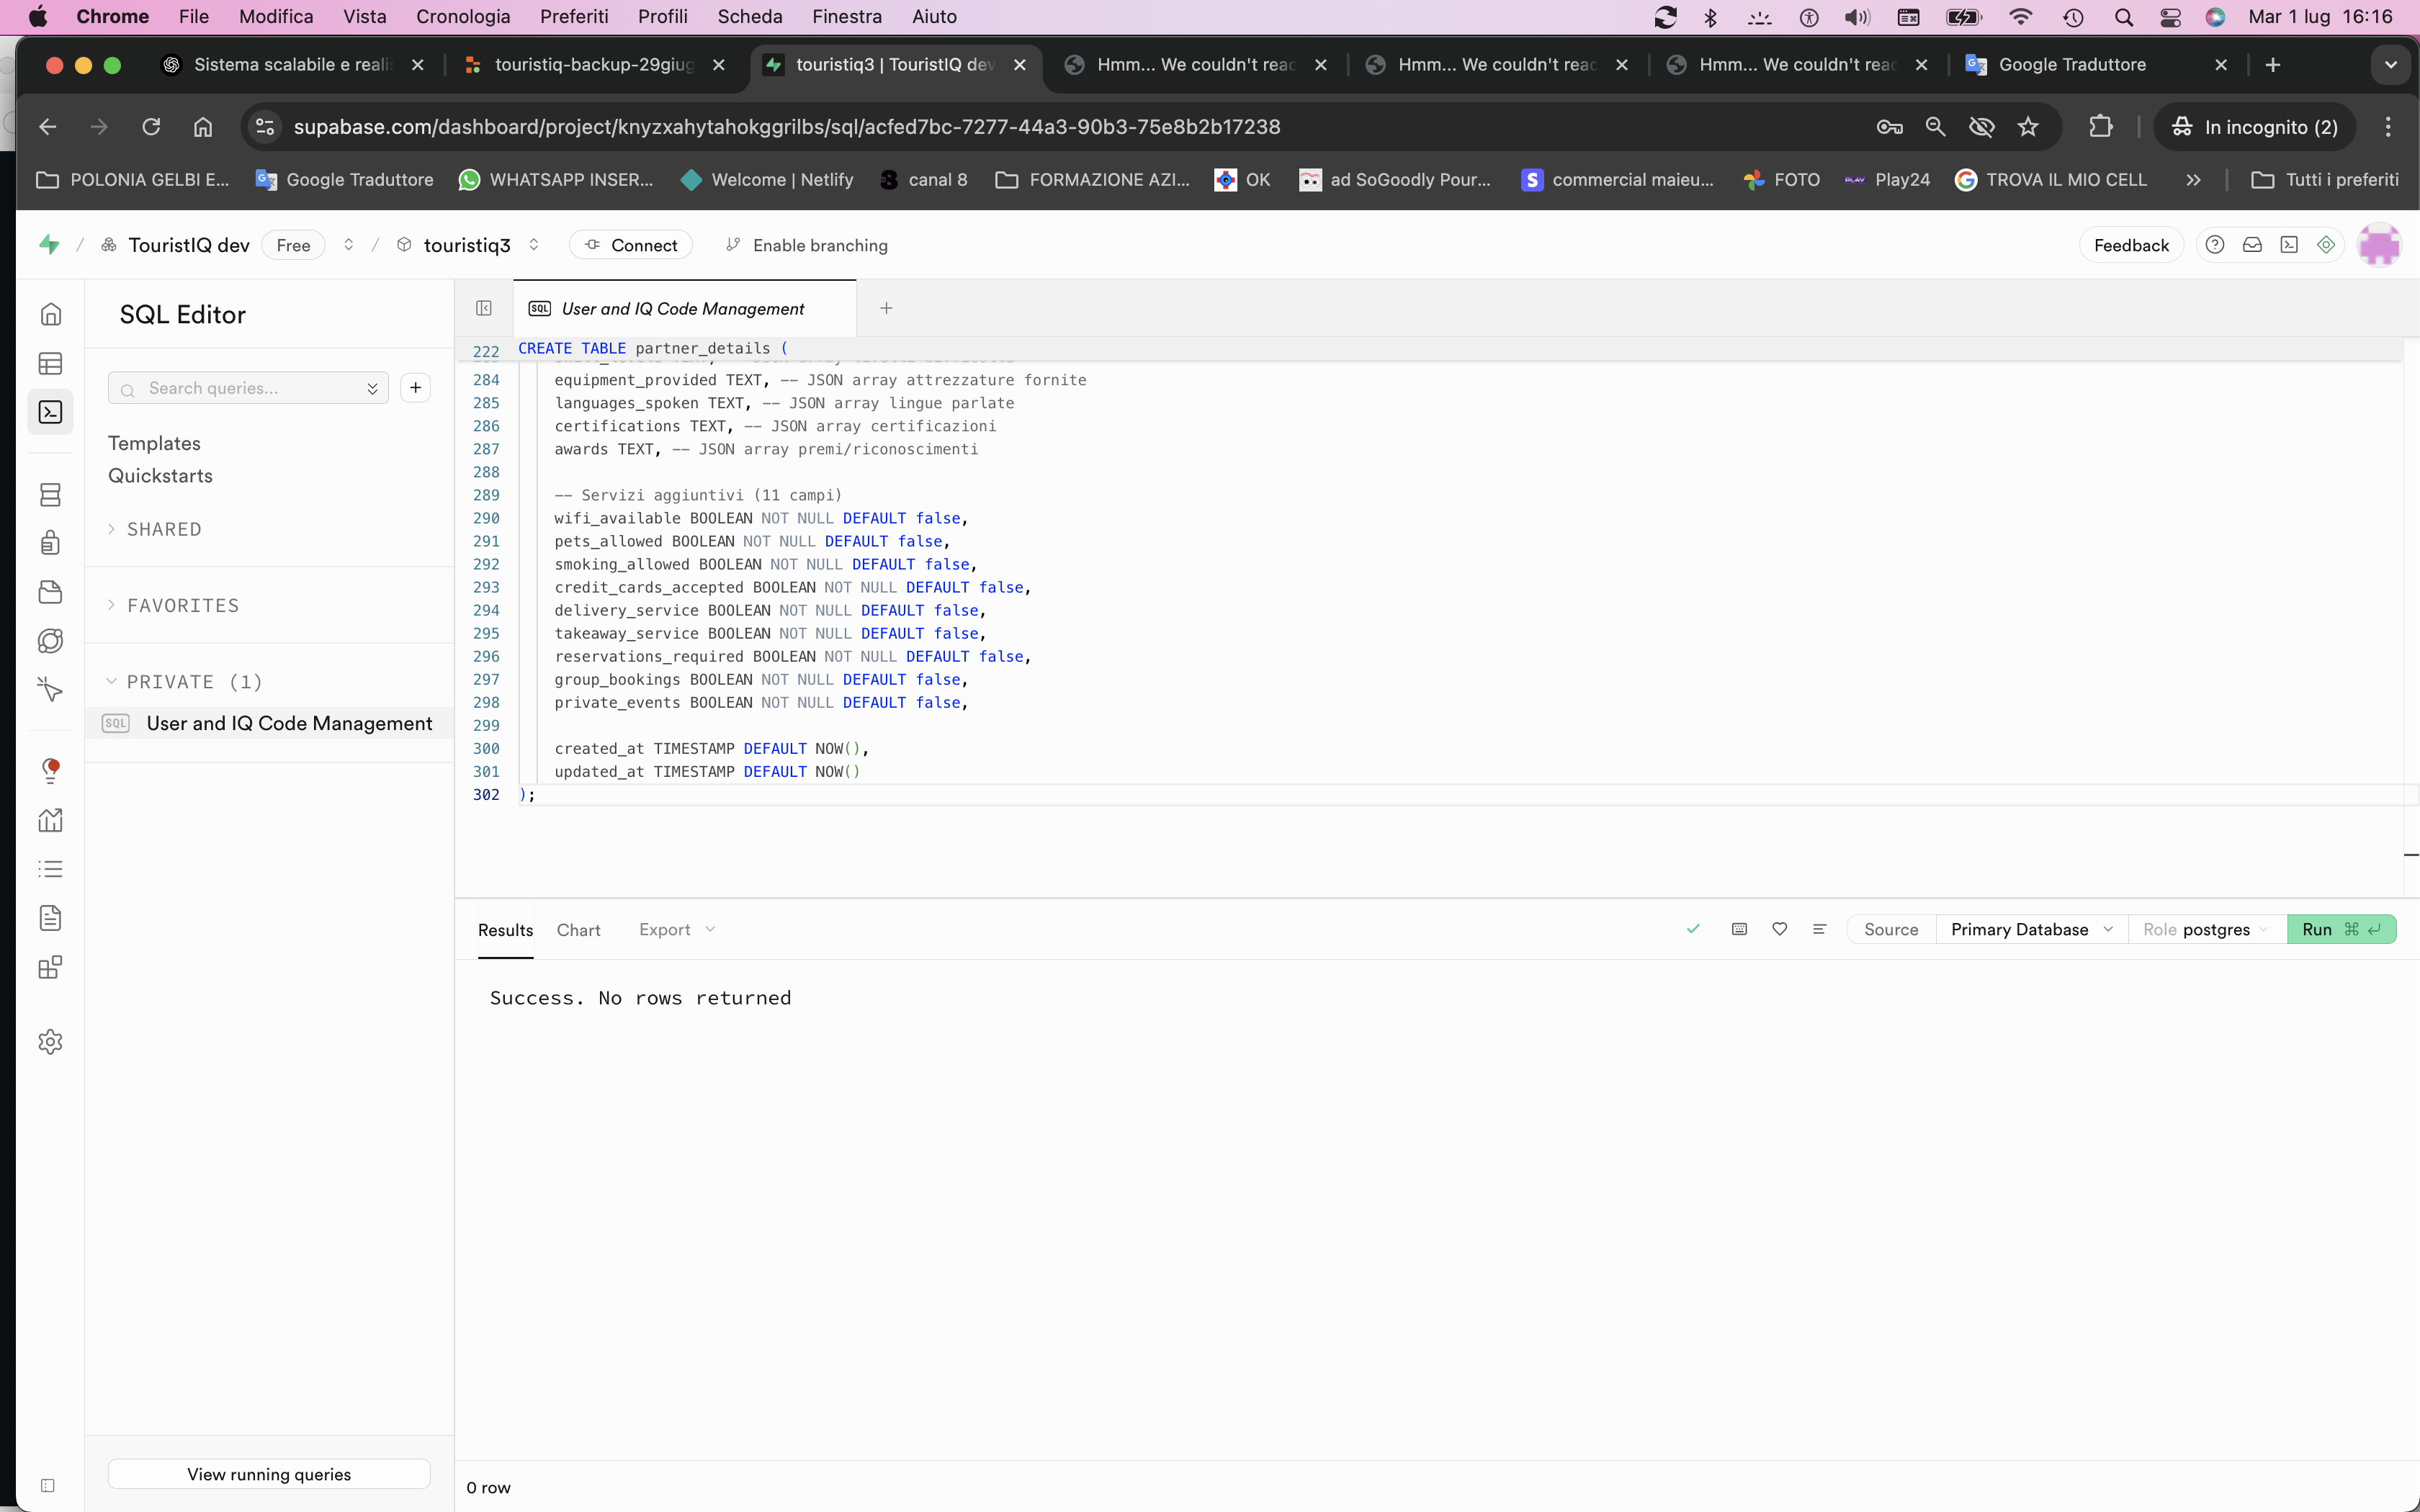 Chrome File Modifica Vista Cronologia Preferiti Profili Scheda Finestra Aiuto Mar 1 lug 16:16
Sistema scalabile e reali touristiq-backup-29giug touristiq3 | TouristIQ dev Hmm... We couldn't reac Hmm... We couldn't reac Hmm... We couldn't reac Google Traduttore
supabase.com/dashboard/project/knyzxahytahokggrilbs/sql/acfed7bc-7277-44a3-90b3-75e8b2b17238 In incognito (2)
POLONIA GELBI E... Google Traduttore WHATSAPP INSER... Welcome | Netlify canal 8 FORMAZIONE AZI... OK ad SoGoodly Pour... commercial maieu... FOTO Play24 TROVA IL MIO CELL Tutti i preferiti
/ TouristIQ dev Free / touristiq3 Connect Enable branching Feedback
SQL Editor
SQL User and IQ Code Management
Search queries...
Templates
Quickstarts
SHARED
FAVORITES
PRIVATE (1)
SQL User and IQ Code Management
View running queries
222 CREATE TABLE partner_details (
284 equipment_provided TEXT, -- JSON array attrezzature fornite
285 languages_spoken TEXT, -- JSON array lingue parlate
286 certifications TEXT, -- JSON array certificazioni
287 awards TEXT, -- JSON array premi/riconoscimenti
288
289 -- Servizi aggiuntivi (11 campi)
290 wifi_available BOOLEAN NOT NULL DEFAULT false,
291 pets_allowed BOOLEAN NOT NULL DEFAULT false,
292 smoking_allowed BOOLEAN NOT NULL DEFAULT false,
293 credit_cards_accepted BOOLEAN NOT NULL DEFAULT false,
294 delivery_service BOOLEAN NOT NULL DEFAULT false,
295 takeaway_service BOOLEAN NOT NULL DEFAULT false,
296 reservations_required BOOLEAN NOT NULL DEFAULT false,
297 group_bookings BOOLEAN NOT NULL DEFAULT false,
298 private_events BOOLEAN NOT NULL DEFAULT false,
299
300 created_at TIMESTAMP DEFAULT NOW(),
301 updated_at TIMESTAMP DEFAULT NOW()
302 );
Results Chart Export Source Primary Database Role postgres Run
Success. No rows returned
0 row